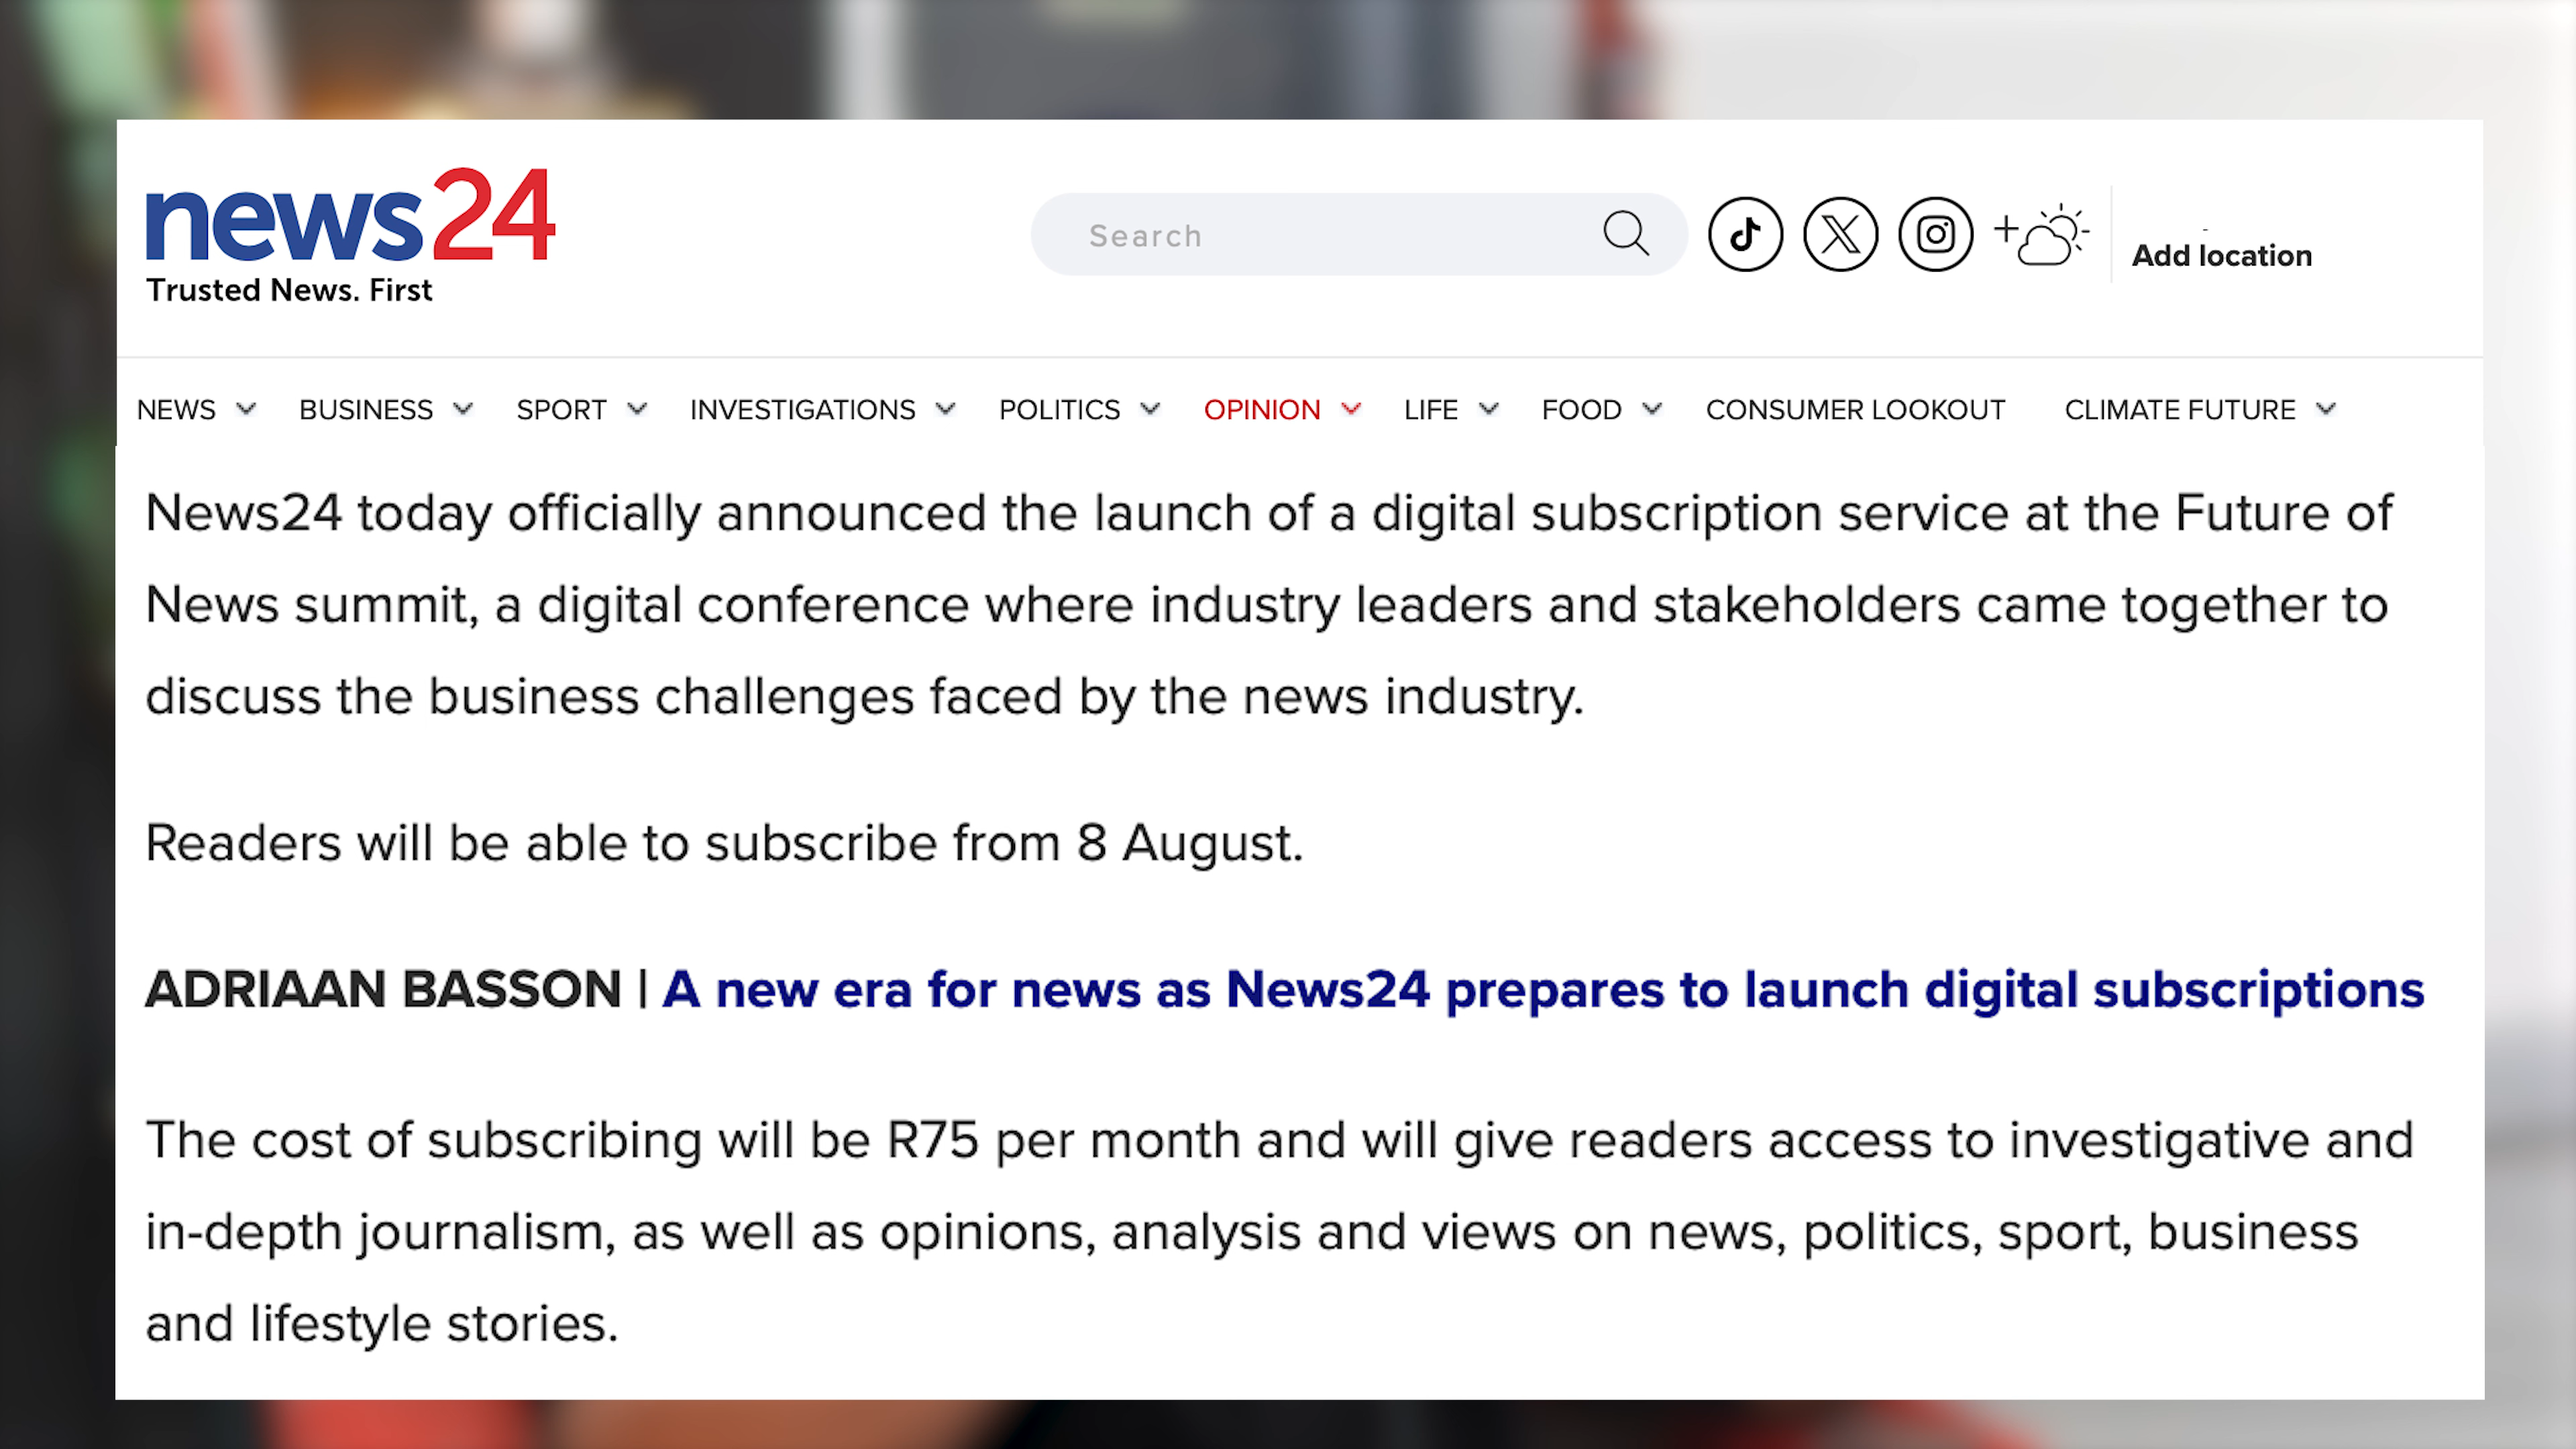 news24
Trusted News. First
Search
Add location
NEWS BUSINESS SPORT INVESTIGATIONS POLITICS OPINION LIFE FOOD CONSUMER LOOKOUT CLIMATE FUTURE
News24 today officially announced the launch of a digital subscription service at the Future of
News summit, a digital conference where industry leaders and stakeholders came together to
discuss the business challenges faced by the news industry.
Readers will be able to subscribe from 8 August.
ADRIAAN BASSON | A new era for news as News24 prepares to launch digital subscriptions
The cost of subscribing will be R75 per month and will give readers access to investigative and
in-depth journalism, as well as opinions, analysis and views on news, politics, sport, business
and lifestyle stories.